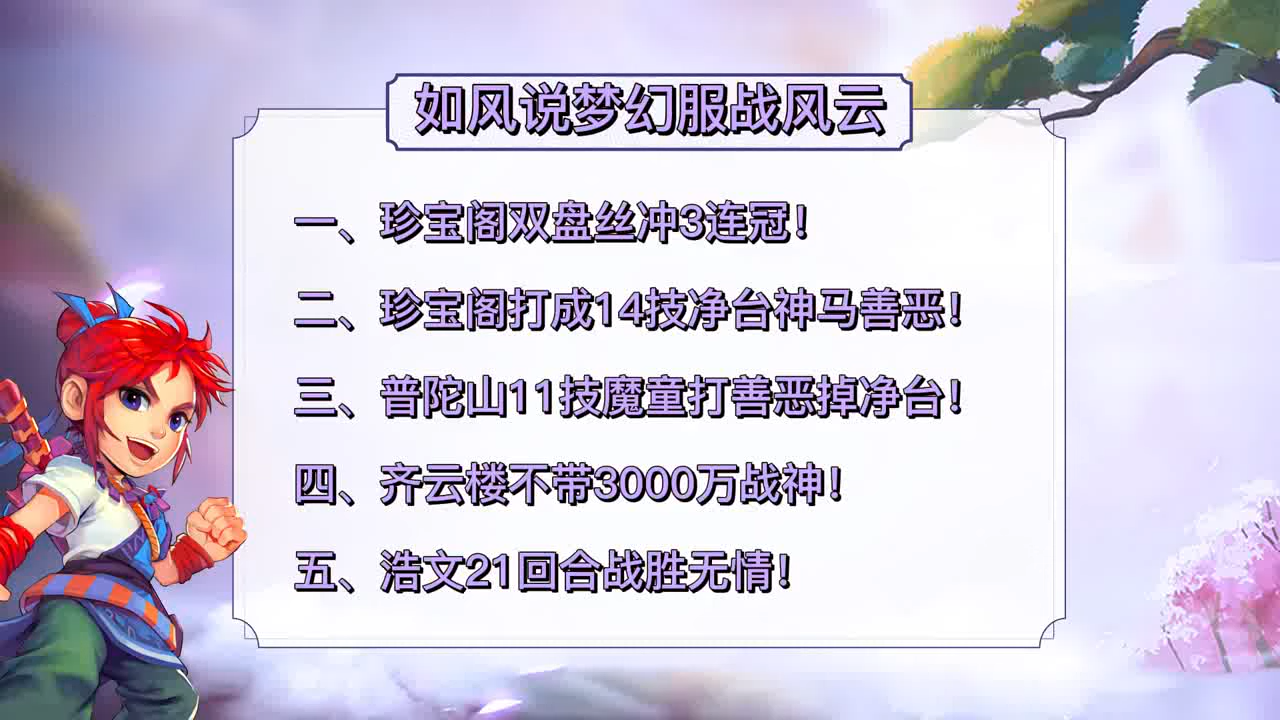 如风说梦幻服战风云
一、珍宝阁双盘丝冲3连冠！
二、珍宝阁打成14技净台神马善恶！
三、普陀山11技魔童打善恶掉净台！
四、齐云楼不带3000万战神！
五、浩文21回合战胜无情！